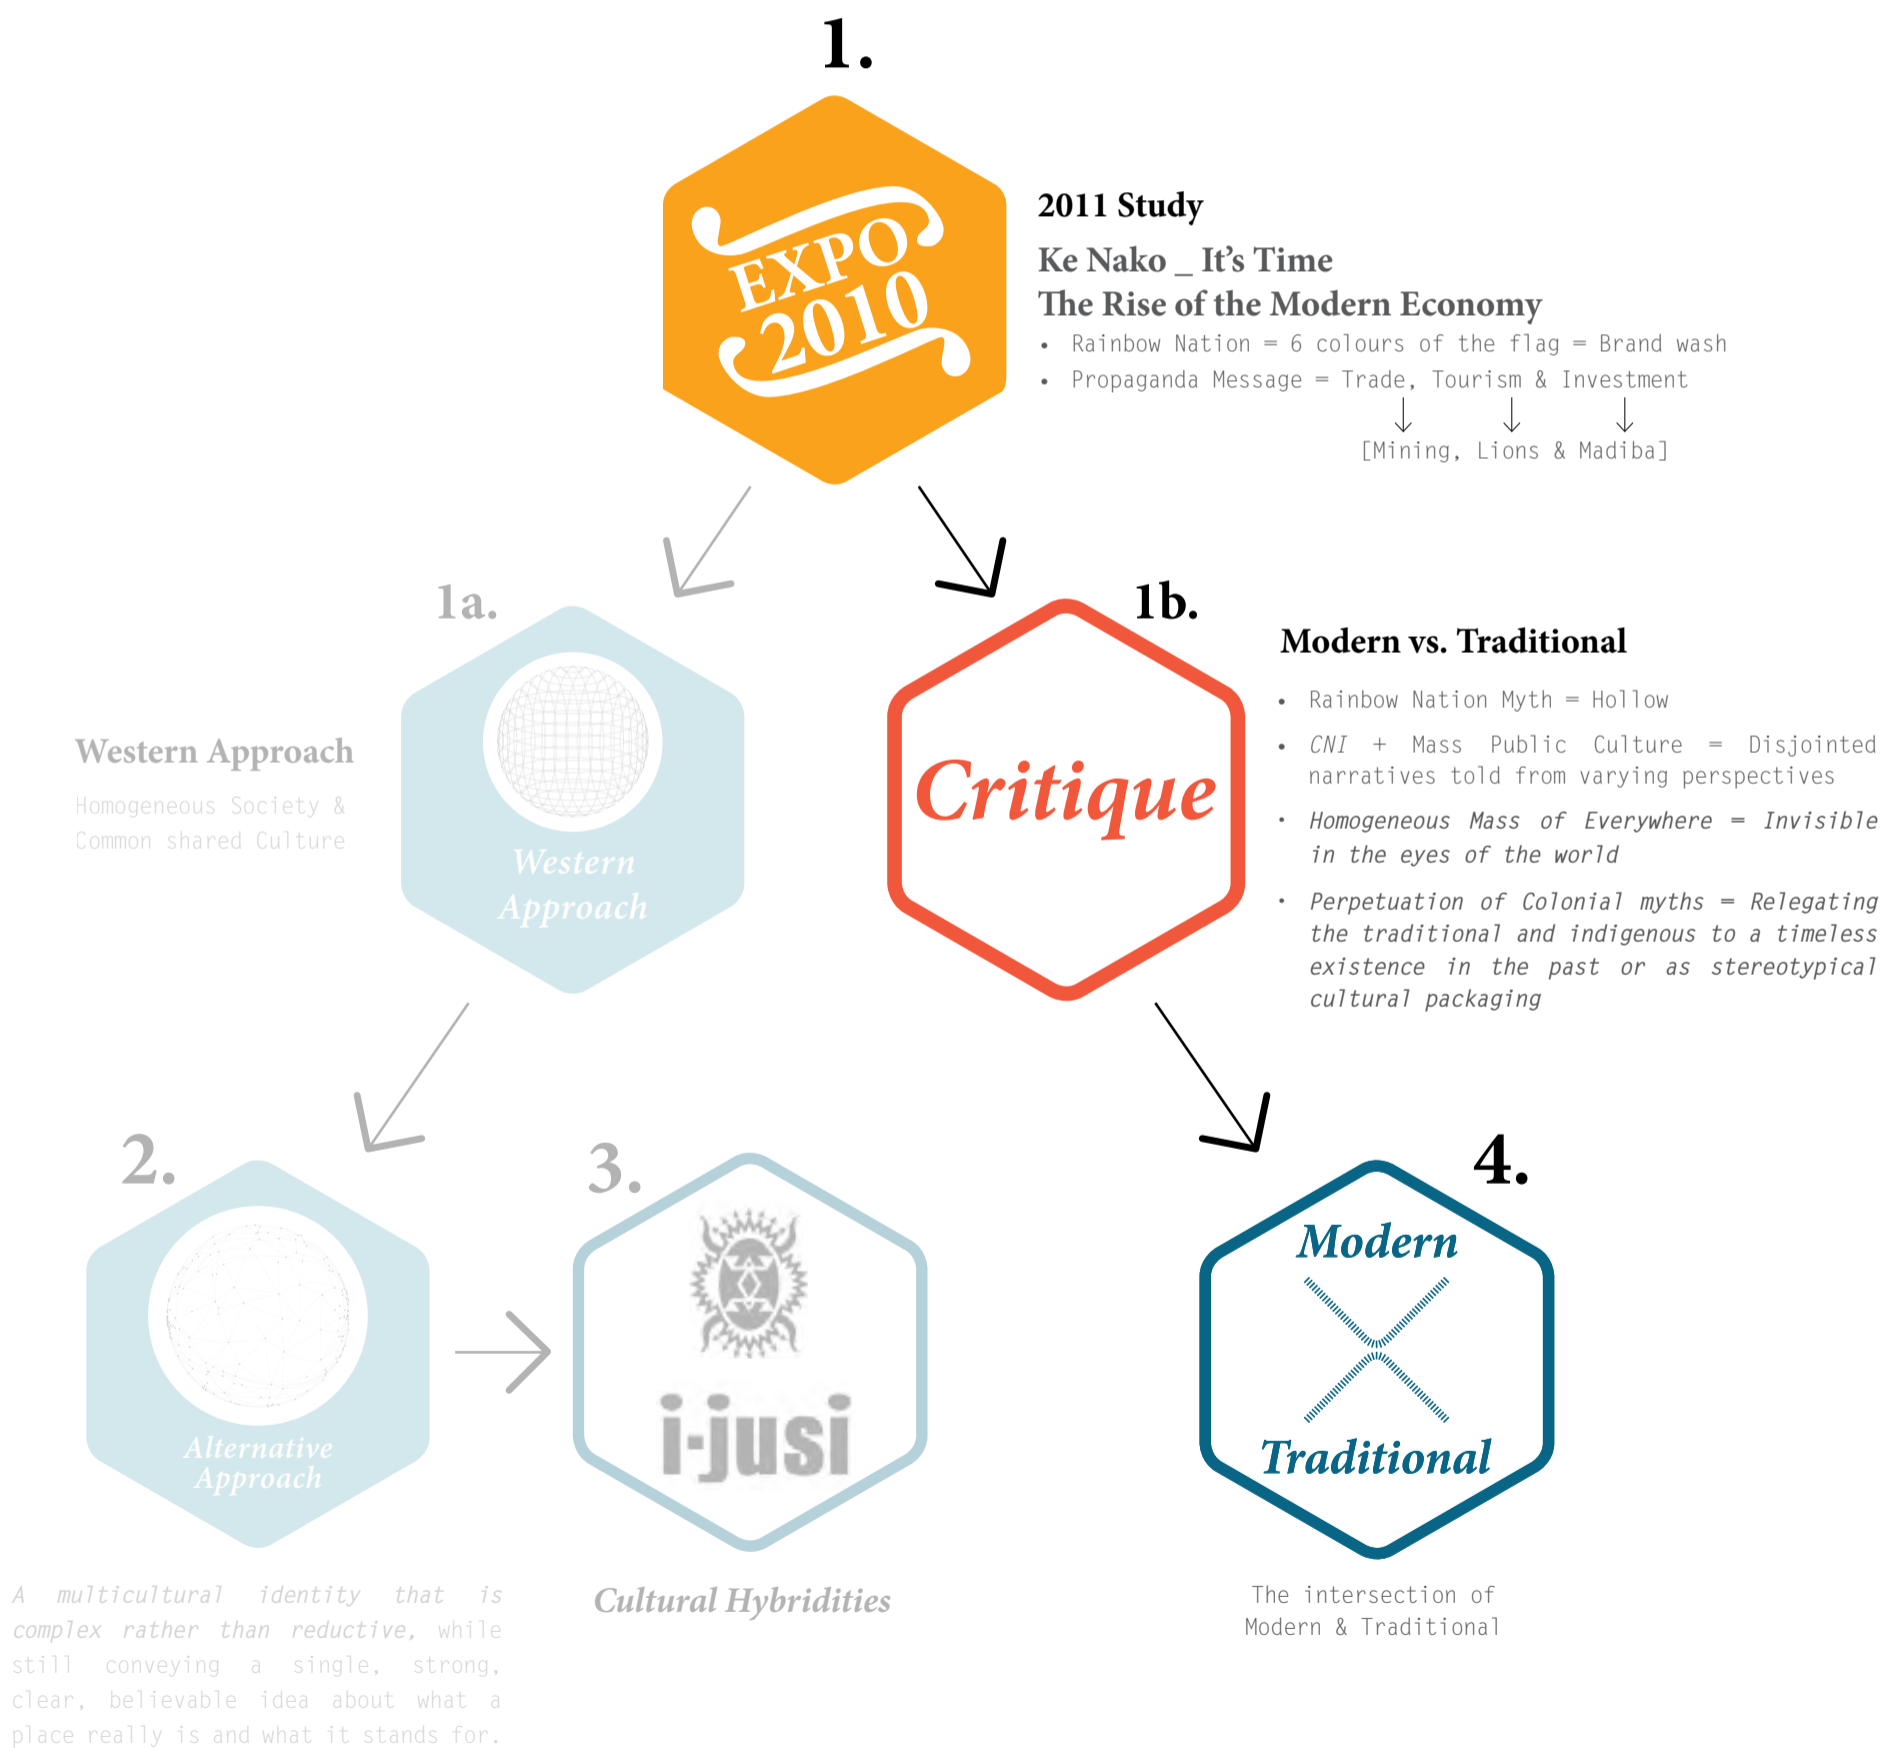 1.
EXPO
2010
2011 Study
Ke Nako _ It's Time
The Rise of the Modern Economy
• Rainbow Nation = 6 colours of the flag = Brand wash
• Propaganda Message = Trade, Tourism & Investment
[Mining, Lions & Madiba]
1a.
Western Approach
Homogeneous Society &
Common shared Culture
Western
Approach
1b.
Critique
Modern vs. Traditional
• Rainbow Nation Myth = Hollow
• CNI + Mass Public Culture = Disjointed
narratives told from varying perspectives
• Homogeneous Mass of Everywhere = Invisible
in the eyes of the world
• Perpetuation of Colonial myths = Relegating
the traditional and indigenous to a timeless
existence in the past or as stereotypical
cultural packaging
2.
Alternative
Approach
A multicultural identity that is
complex rather than reductive, while
still conveying a single, strong,
clear, believable idea about what a
place really is and what it stands for.
3.
i-jusi
Cultural Hybridities
4.
Modern
Traditional
The intersection of
Modern & Traditional